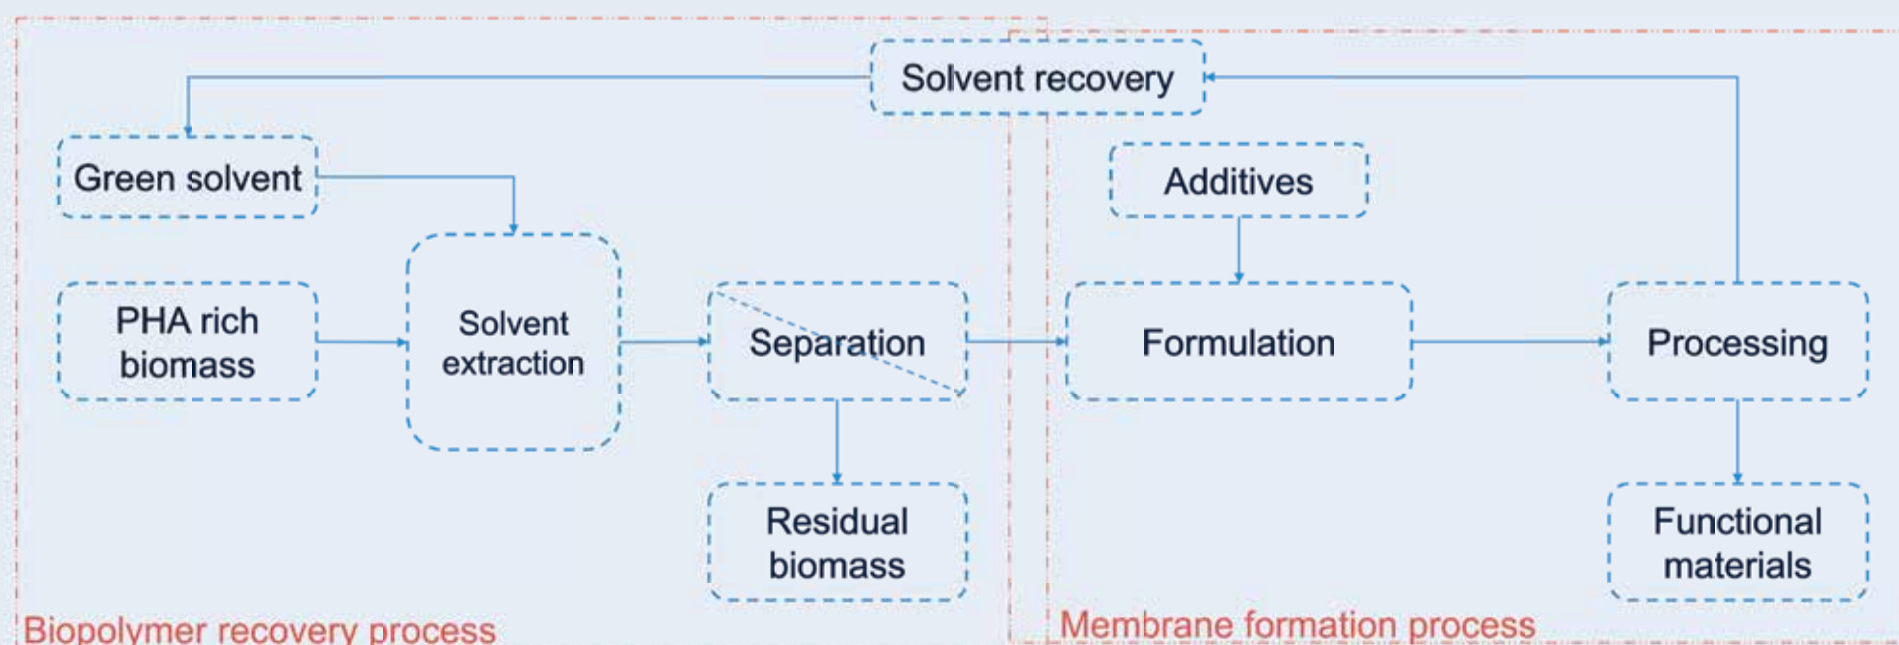 Solvent recovery
Green solvent
Additives
PHA rich
biomass
Solvent
extraction
Separation
Formulation
Processing
Residual
biomass
Functional
materials
Biopolymer recovery process
Membrane formation process